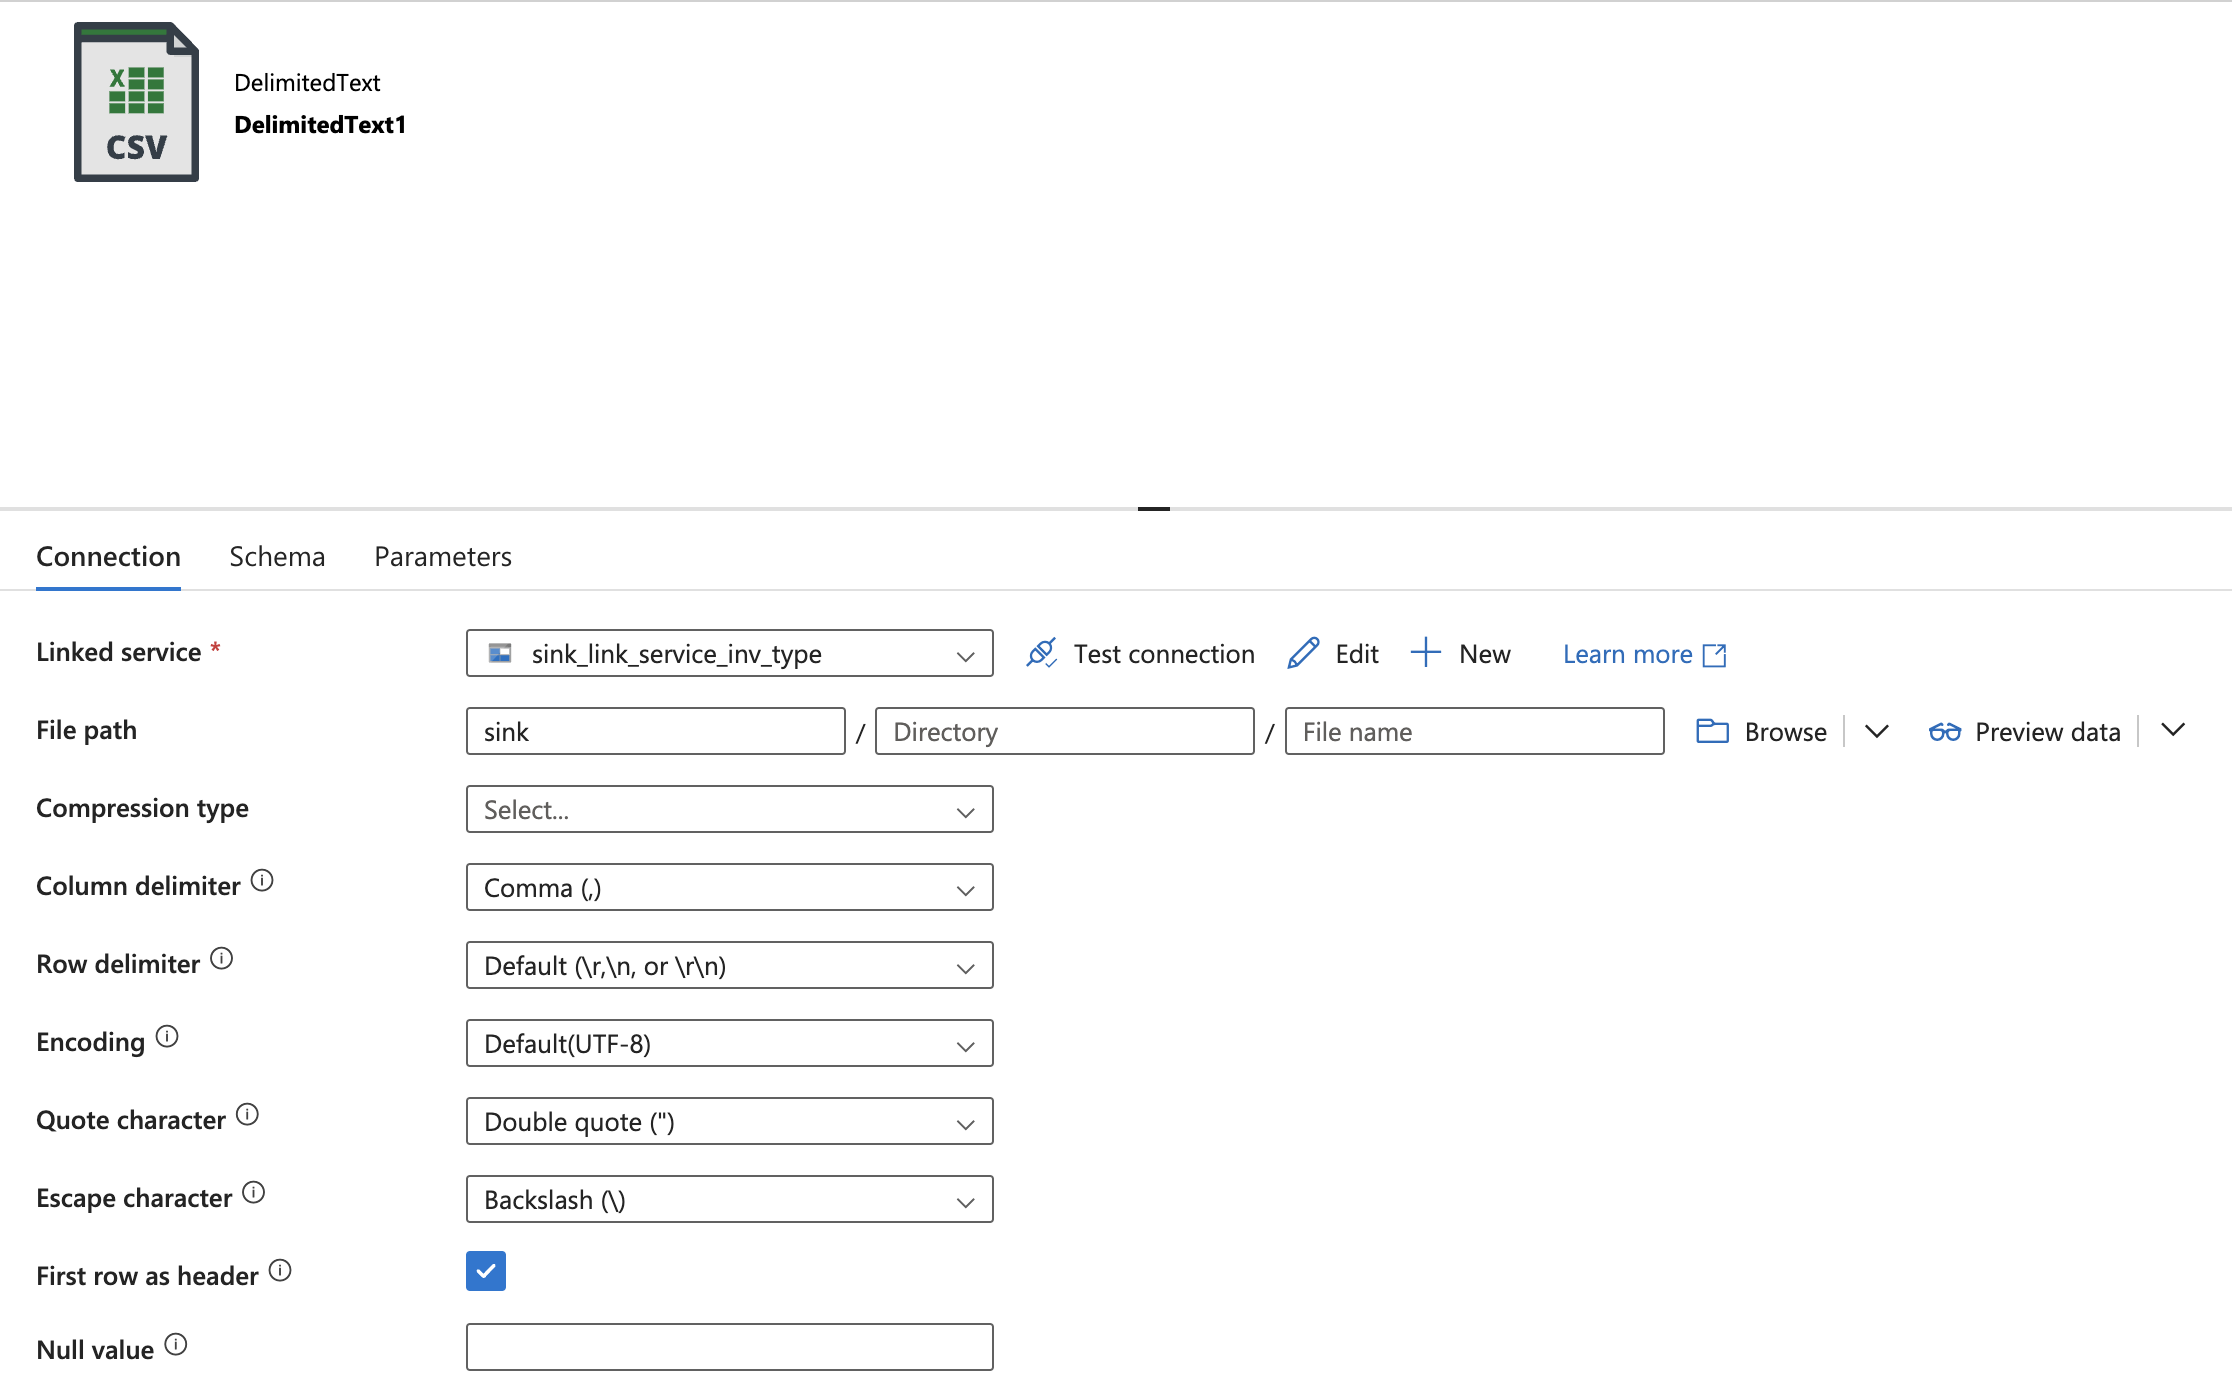 X
CSV
DelimitedText
DelimitedText1
Connection Schema Parameters
Linked service * sink_link_service_inv_type Test connection Edit New Learn more
File path sink / Directory / File name Browse Preview data
Compression type Select...
Column delimiter Comma (,)
Row delimiter Default (\r,\n, or \r\n)
Encoding Default(UTF-8)
Quote character Double quote (")
Escape character Backslash (\)
First row as header
Null value